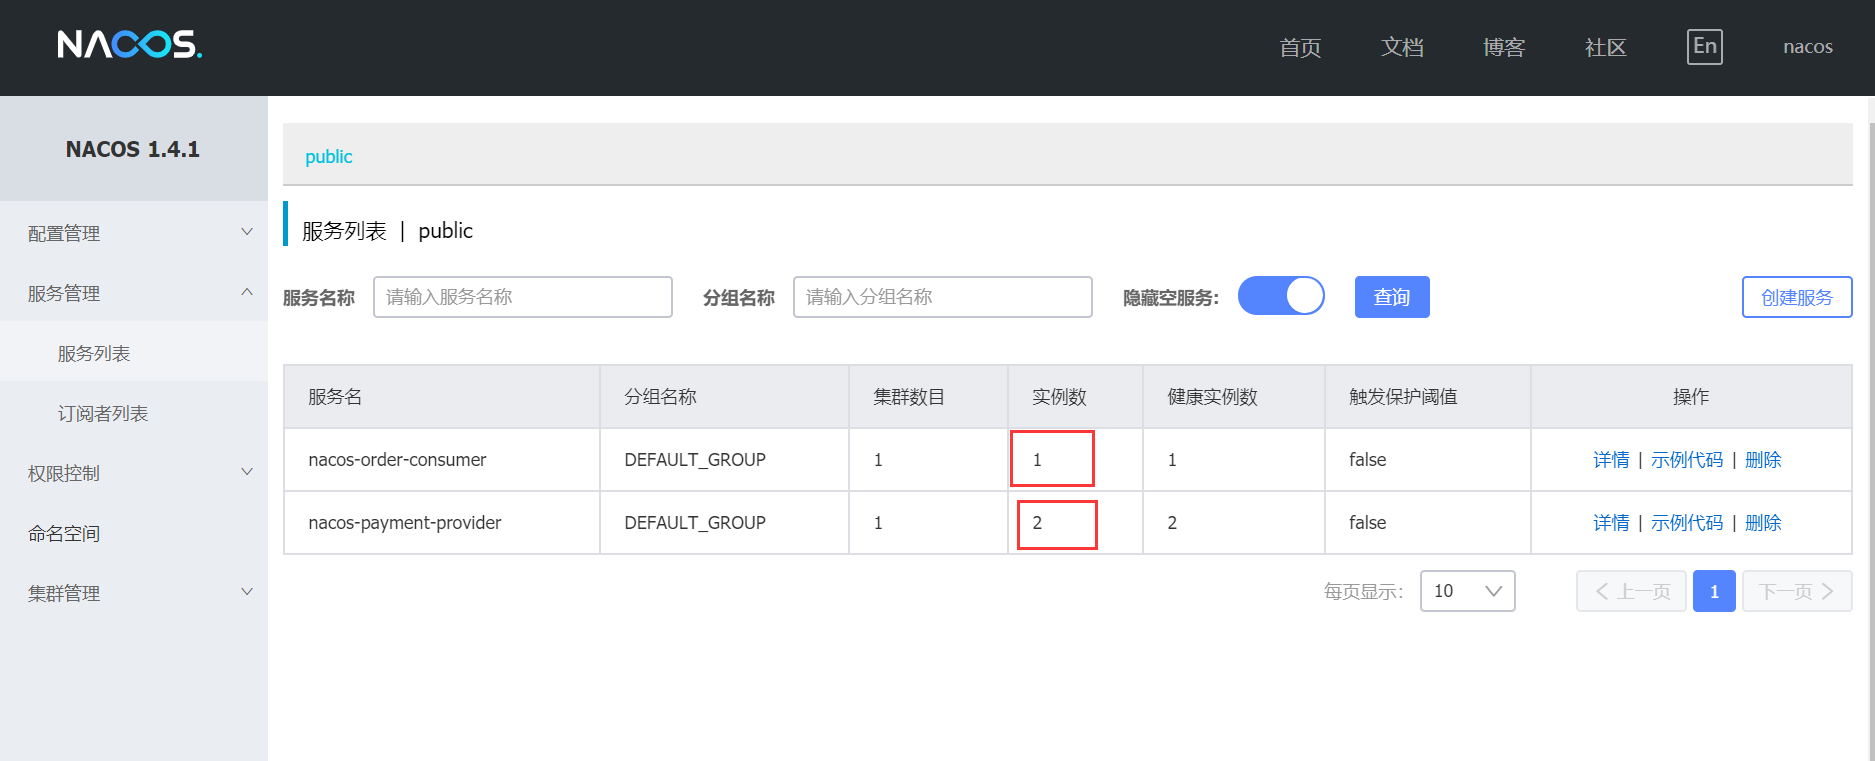 NACOS.
首页 文档 博客 社区 En nacos
NACOS 1.4.1
配置管理
服务管理
服务列表
订阅者列表
权限控制
命名空间
集群管理
public
服务列表 | public
服务名称 请输入服务名称 分组名称 请输入分组名称 隐藏空服务: 查询 创建服务
服务名 分组名称 集群数目 实例数 健康实例数 触发保护阈值 操作
nacos-order-consumer DEFAULT_GROUP 1 1 1 false 详情 | 示例代码 | 删除
nacos-payment-provider DEFAULT_GROUP 1 2 2 false 详情 | 示例代码 | 删除
每页显示: 10 上一页 1 下一页